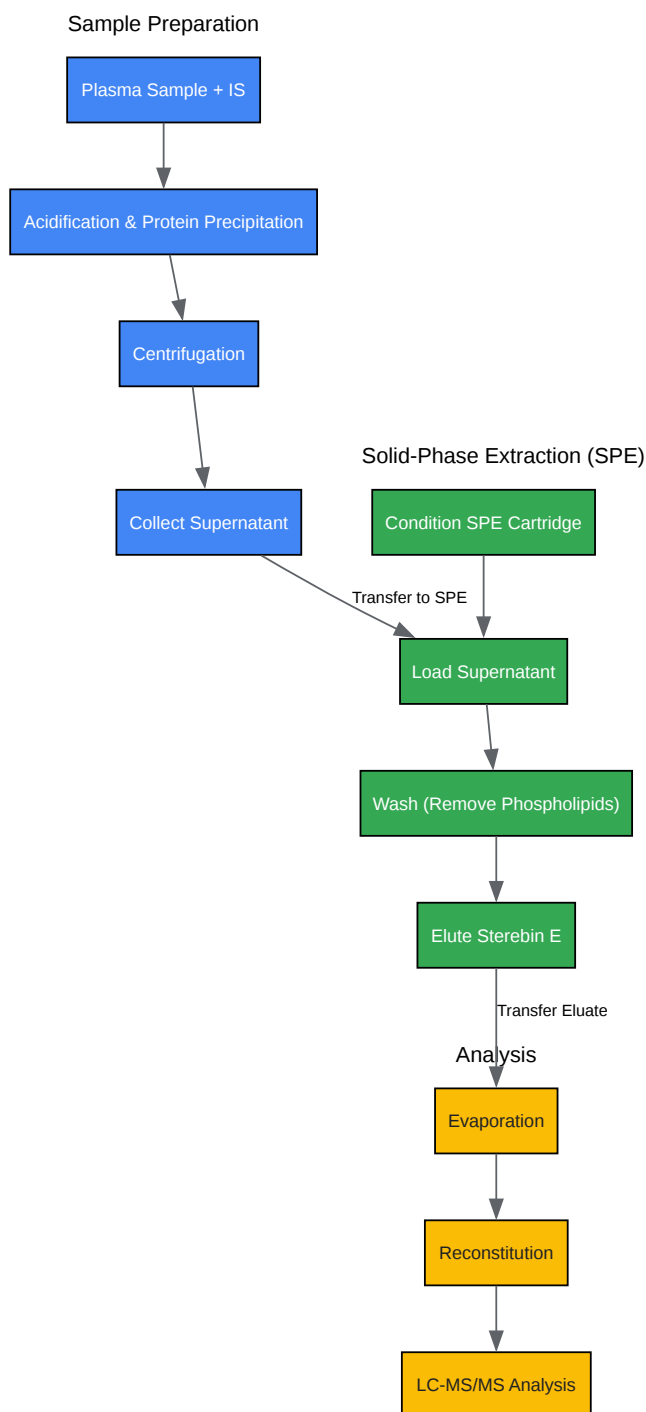 Sample Preparation
Plasma Sample + IS
Acidification & Protein Precipitation
Centrifugation
Collect Supernatant
Solid-Phase Extraction (SPE)
Condition SPE Cartridge
Transfer to SPE
Load Supernatant
Wash (Remove Phospholipids)
Elute Sterebin E
Transfer Eluate
Analysis
Evaporation
Reconstitution
LC-MS/MS Analysis